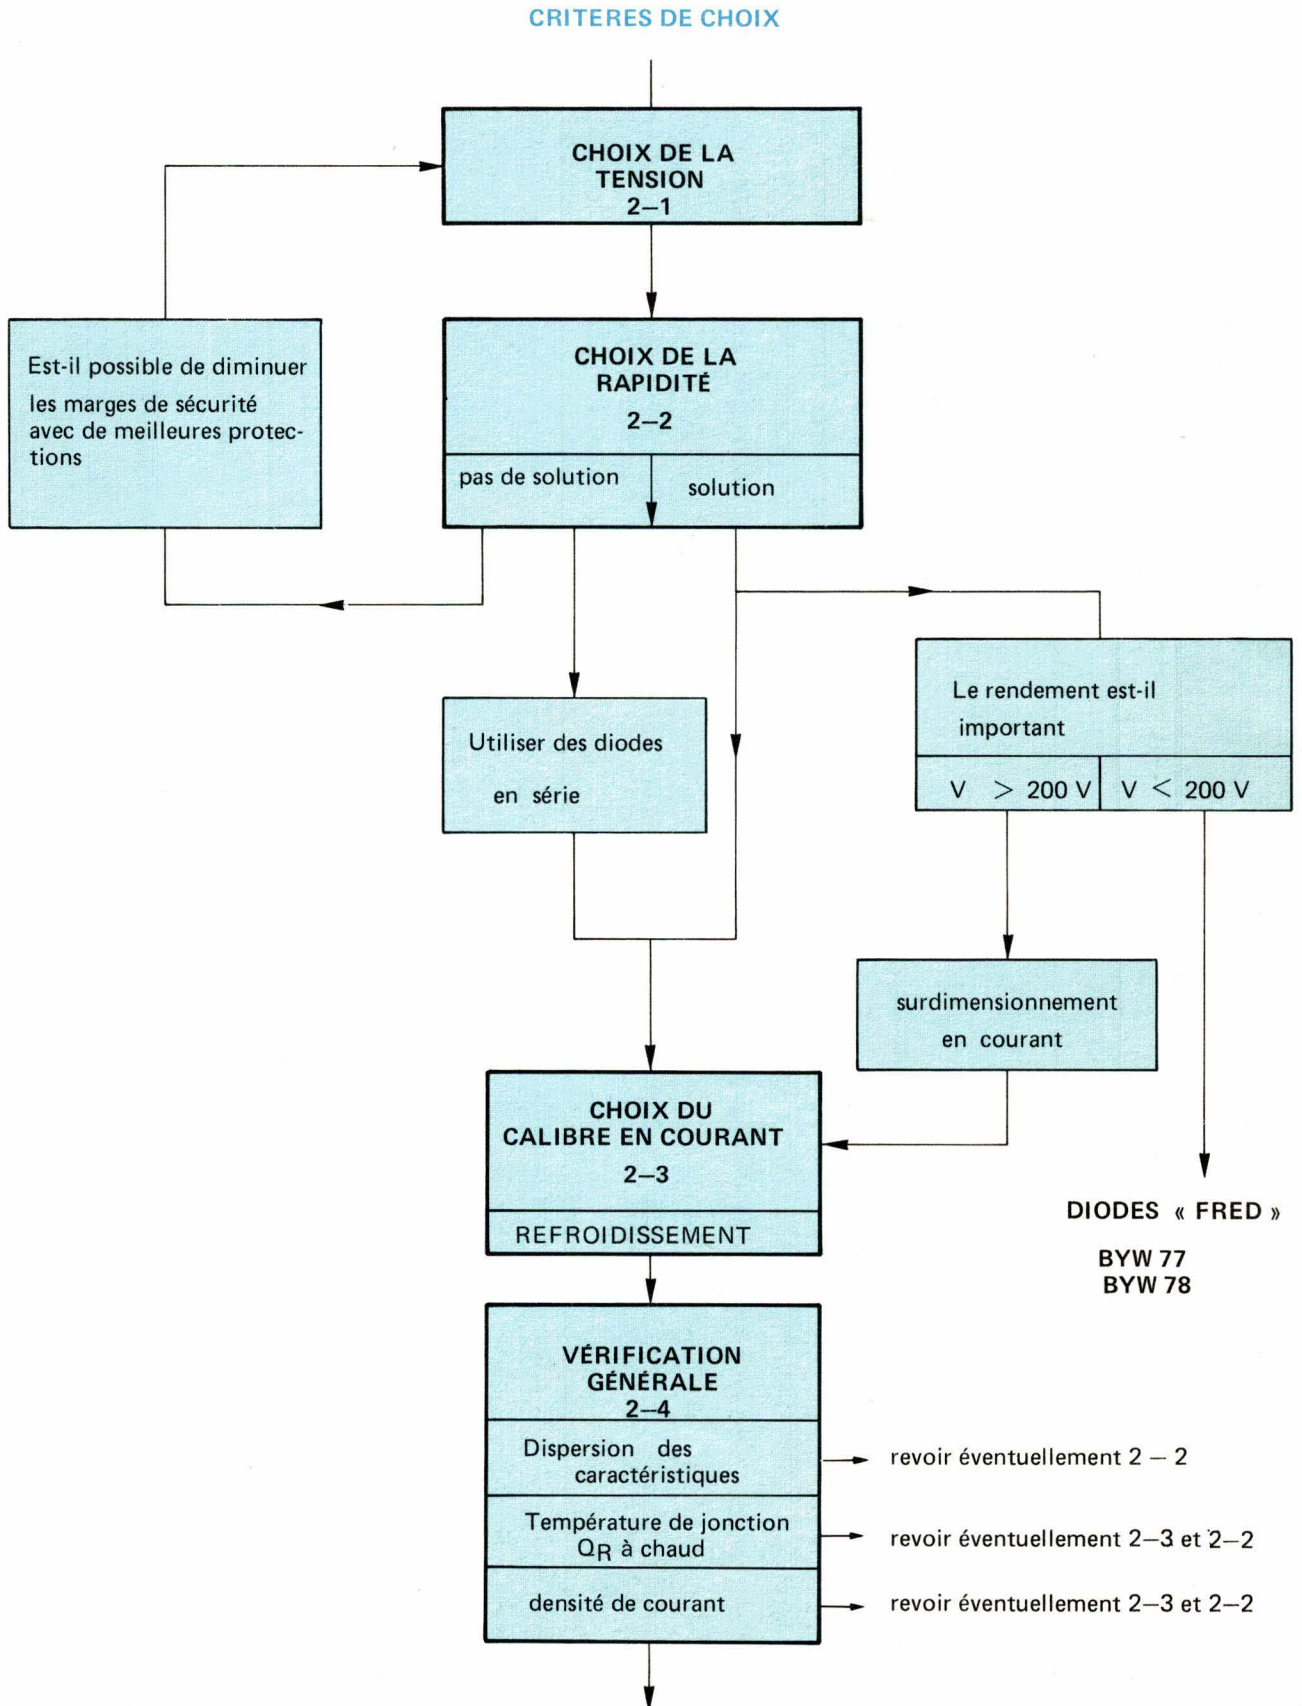 CRITERES DE CHOIX
CHOIX DE LA
TENSION
2–1
Est-il possible de diminuer
les marges de sécurité
avec de meilleures protec-
tions
CHOIX DE LA
RAPIDITÉ
2–2
pas de solution
solution
Utiliser des diodes
en série
Le rendement est-il
important
V > 200 V
V < 200 V
surdimensionnement
en courant
CHOIX DU
CALIBRE EN COURANT
2–3
REFROIDISSEMENT
DIODES « FRED »
BYW 77
BYW 78
VÉRIFICATION
GÉNÉRALE
2–4
Dispersion des
caractéristiques
revoir éventuellement 2 – 2
Température de jonction
QR à chaud
revoir éventuellement 2–3 et 2–2
densité de courant
revoir éventuellement 2–3 et 2–2